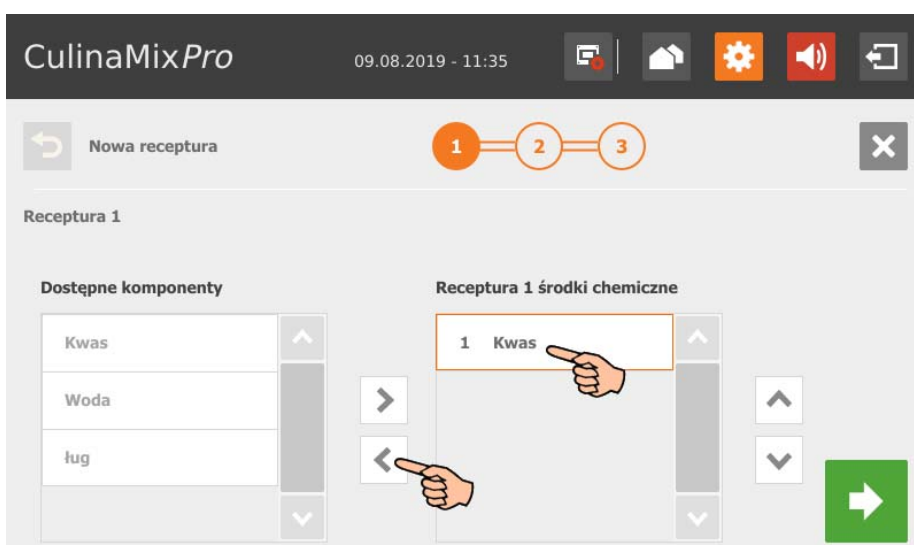 CulinaMixPro 09.08.2019 - 11:35
Nowa receptura 1 2 3
Receptura 1
Dostępne komponenty Receptura 1 środki chemiczne
Kwas 1 Kwas
Woda
ług